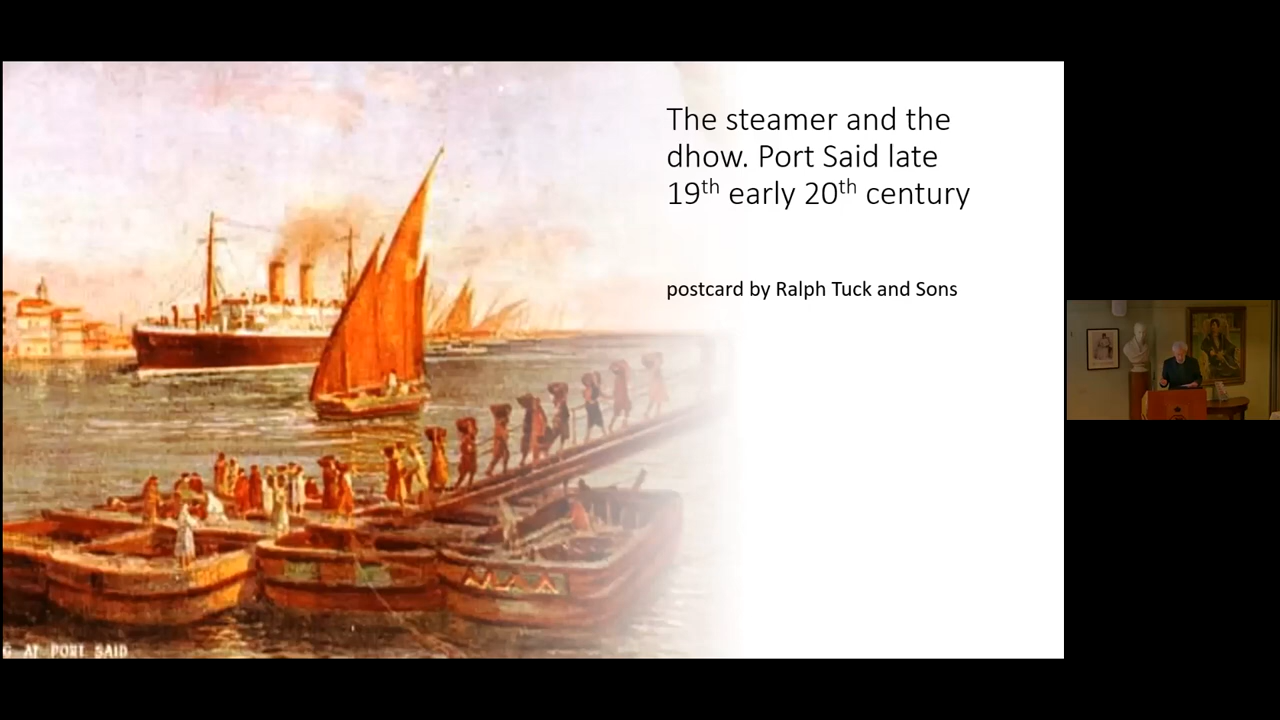 The steamer and the
dhow. Port Said late
19th early 20th century
postcard by Ralph Tuck and Sons
G AT PORT SAID